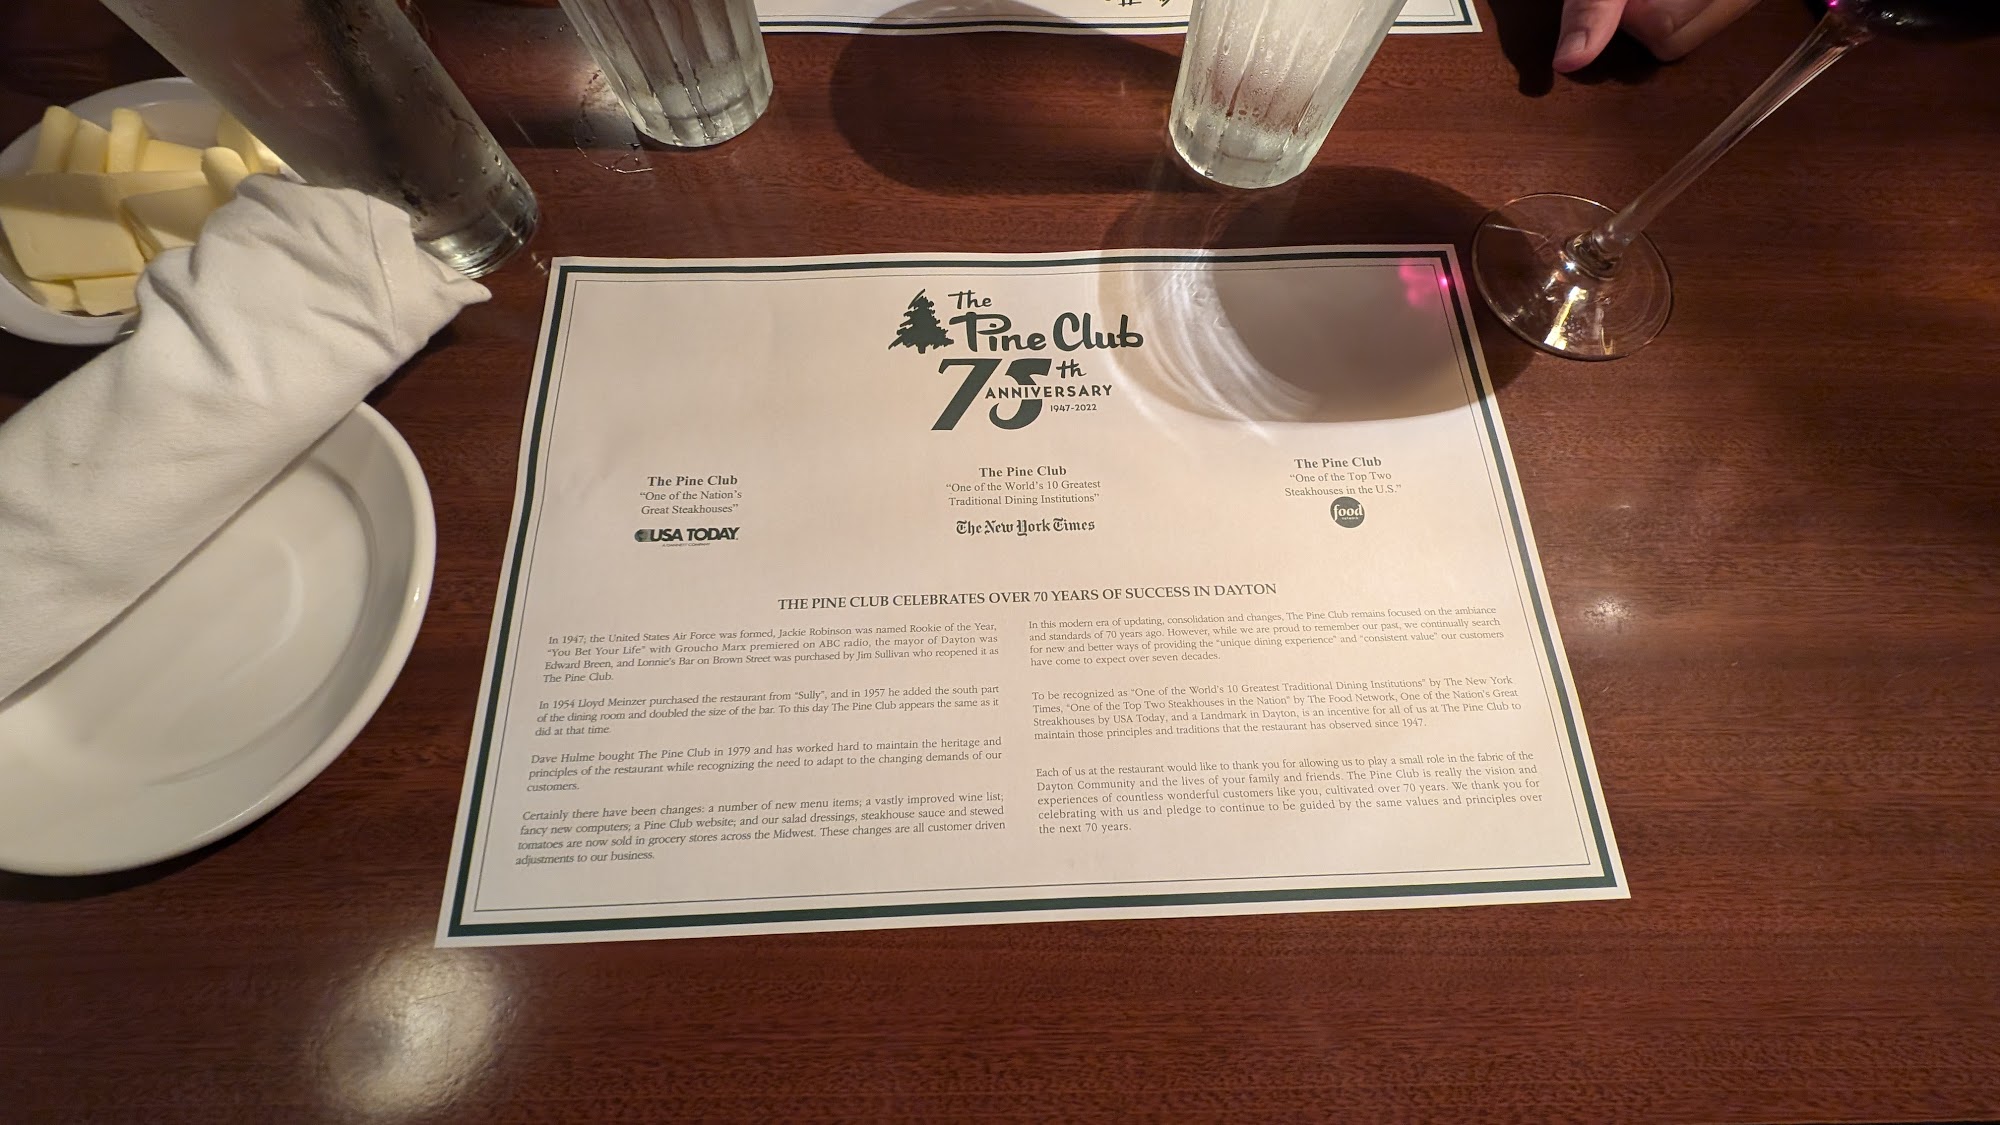 The
Pine Club
75th
ANNIVERSARY
1947-2022
The Pine Club
"One of the Nation's
Great Steakhouses"
USA TODAY
The Pine Club
"One of the World's 10 Greatest
Traditional Dining Institutions"
The New York Times
The Pine Club
"One of the Top Two
Steakhouses in the U.S."
food
network
THE PINE CLUB CELEBRATES OVER 70 YEARS OF SUCCESS IN DAYTON
In 1947; the United States Air Force was formed, Jackie Robinson was named Rookie of the Year,
"You Bet Your Life" with Groucho Marx premiered on ABC radio, the mayor of Dayton was
Edward Breen, and Lonnie's Bar on Brown Street was purchased by Jim Sullivan who reopened it as
The Pine Club.
In 1954 Lloyd Meinzer purchased the restaurant from "Sully", and in 1957 he added the south part
of the dining room and doubled the size of the bar. To this day The Pine Club appears the same as it
did at that time.
Dave Hulme bought The Pine Club in 1979 and has worked hard to maintain the heritage and
principles of the restaurant while recognizing the need to adapt to the changing demands of our
customers.
Certainly there have been changes: a number of new menu items; a vastly improved wine list;
fancy new computers; a Pine Club website; and our salad dressings, steakhouse sauce and stewed
tomatoes are now sold in grocery stores across the Midwest. These changes are all customer driven
adjustments to our business.
In this modern era of updating, consolidation and changes, The Pine Club remains focused on the ambiance
and standards of 70 years ago. However, while we are proud to remember our past, we continually search
for new and better ways of providing the "unique dining experience" and "consistent value" our customers
have come to expect over seven decades.
To be recognized as "One of the World's 10 Greatest Traditional Dining Institutions" by The New York
Times, "One of the Top Two Steakhouses in the Nation" by The Food Network, One of the Nation's Great
Streakhouses by USA Today, and a Landmark in Dayton, is an incentive for all of us at The Pine Club to
maintain those principles and traditions that the restaurant has observed since 1947.
Each of us at the restaurant would like to thank you for allowing us to play a small role in the fabric of the
Dayton Community and the lives of your family and friends. The Pine Club is really the vision and
experiences of countless wonderful customers like you, cultivated over 70 years. We thank you for
celebrating with us and pledge to continue to be guided by the same values and principles over
the next 70 years.